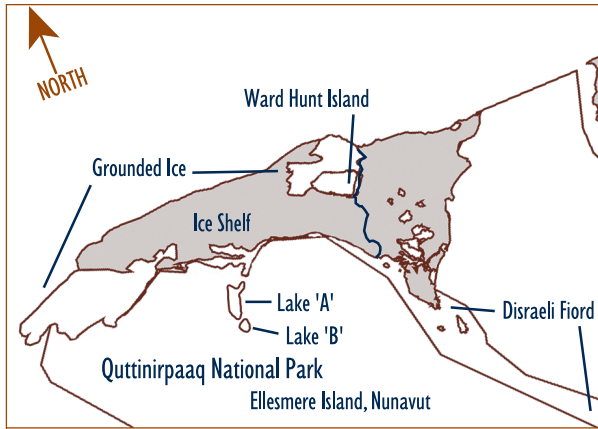 NORTH
Ward Hunt Island
Grounded Ice
Ice Shelf
Lake 'A'
Disraeli Fiord
Lake 'B'
Quttinirpaaq National Park
Ellesmere Island, Nunavut